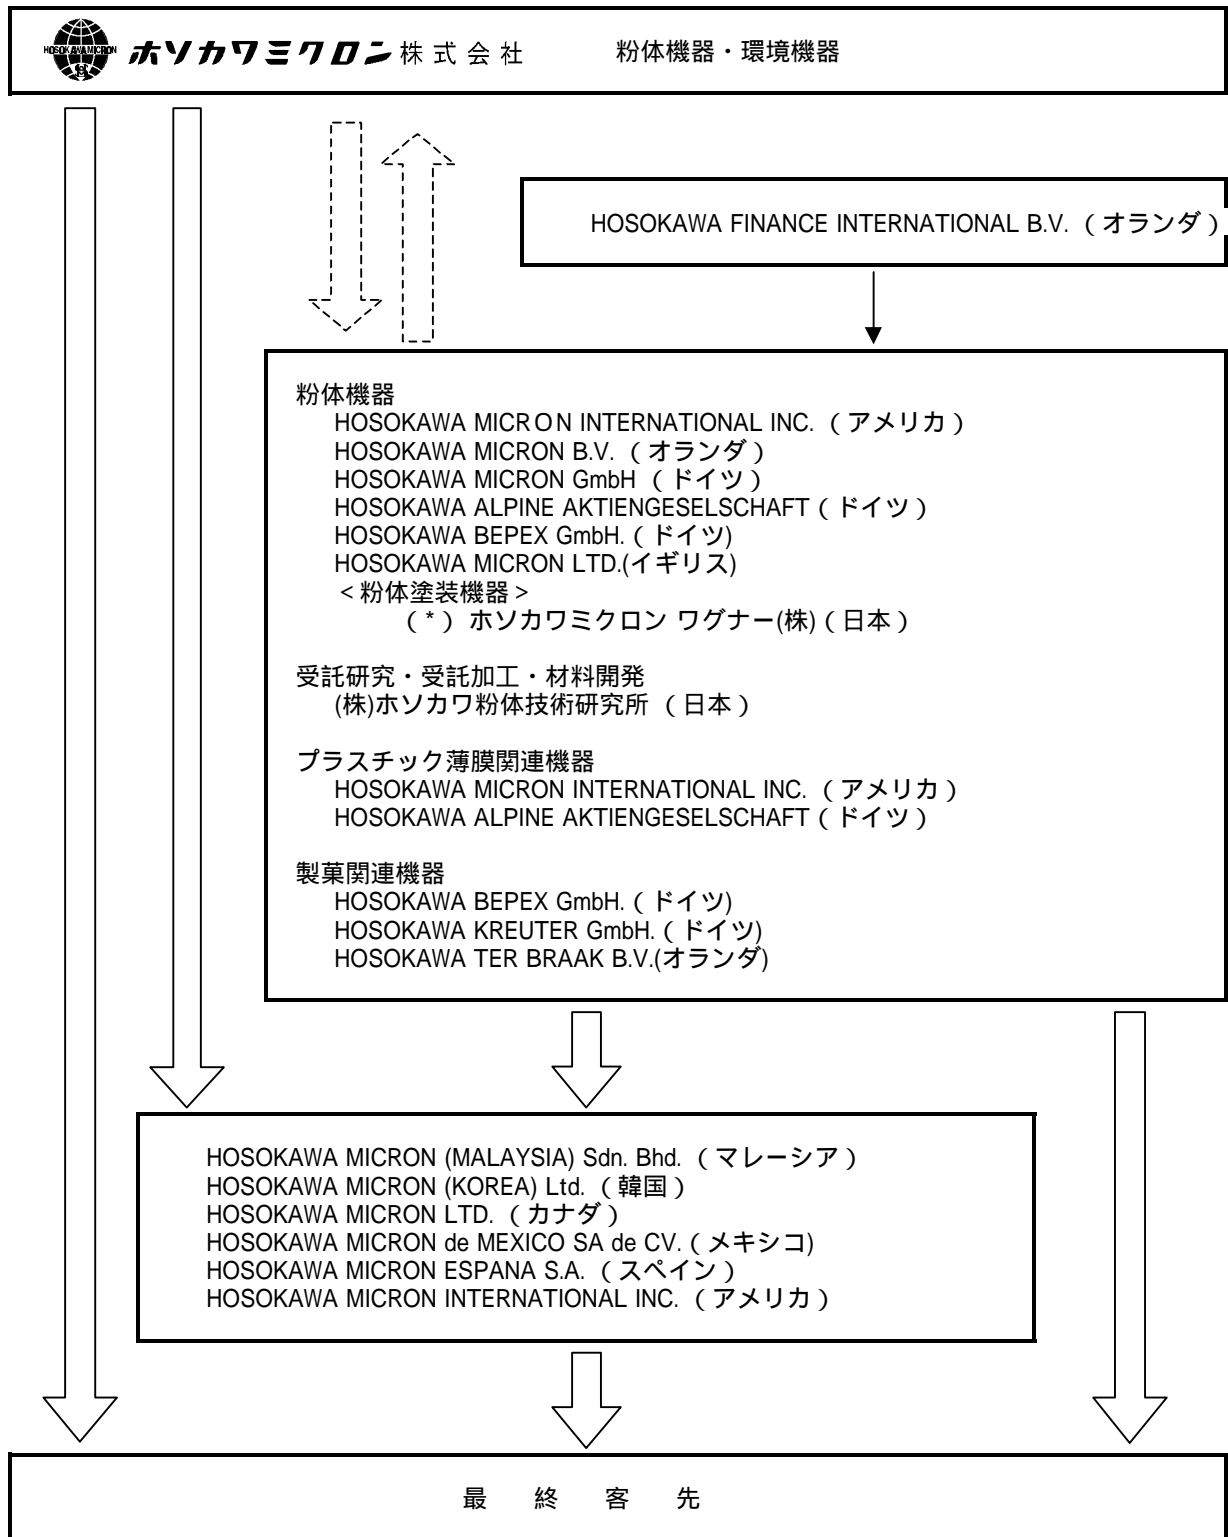 HOSOKAWA MICRON ホソカワミクロン株式会社 粉体機器・環境機器
HOSOKAWA FINANCE INTERNATIONAL B.V. (オランダ)
粉体機器
HOSOKAWA MICRON INTERNATIONAL INC. (アメリカ)
HOSOKAWA MICRON B.V. (オランダ)
HOSOKAWA MICRON GmbH (ドイツ)
HOSOKAWA ALPINE AKTIENGESELSCHAFT (ドイツ)
HOSOKAWA BEPEX GmbH. (ドイツ)
HOSOKAWA MICRON LTD.(イギリス)
<粉体塗装機器>
(*) ホソカワミクロン ワグナー(株) (日本)
受託研究・受託加工・材料開発
(株)ホソカワ粉体技術研究所 (日本)
プラスチック薄膜関連機器
HOSOKAWA MICRON INTERNATIONAL INC. (アメリカ)
HOSOKAWA ALPINE AKTIENGESELSCHAFT (ドイツ)
製菓関連機器
HOSOKAWA BEPEX GmbH. (ドイツ)
HOSOKAWA KREUTER GmbH. (ドイツ)
HOSOKAWA TER BRAAK B.V.(オランダ)
HOSOKAWA MICRON (MALAYSIA) Sdn. Bhd. (マレーシア)
HOSOKAWA MICRON (KOREA) Ltd. (韓国)
HOSOKAWA MICRON LTD. (カナダ)
HOSOKAWA MICRON de MEXICO SA de CV. (メキシコ)
HOSOKAWA MICRON ESPANA S.A. (スペイン)
HOSOKAWA MICRON INTERNATIONAL INC. (アメリカ)
最 終 客 先